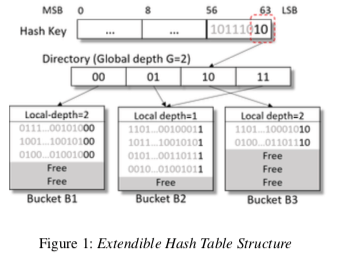 MSB 0 8 56 63 LSB
Hash Key ... ... 10111010
Directory (Global depth G=2)
00 01 10 11
Local-depth=2 Local depth=1 Local depth=2
0111...00101000 1101...00100011 1101...10001010
1001...10010100 1011...10010101 0100...01101110
0100...01001000 0101...00110111 Free
Free 0010...01001011 Free
Free Free Free
Bucket B1 Bucket B2 Bucket B3
Figure 1: Extendible Hash Table Structure